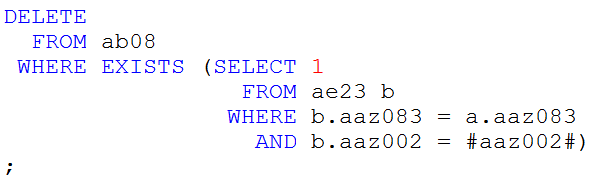 DELETE
FROM ab08
WHERE EXISTS (SELECT 1
FROM ae23 b
WHERE b.aaz083 = a.aaz083
AND b.aaz002 = #aaz002#)
;